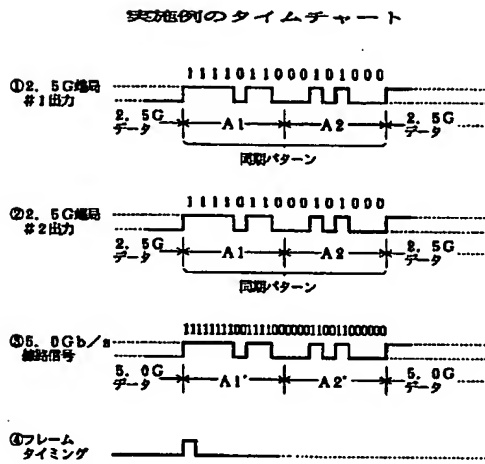 実施例のタイムチャート
1111011000101000
①2．5G端局
#1出力
2．5G
データ
A1
A2
2．5G
データ
同期パターン
1111011000101000
②2．5G端局
#2出力
2．5G
データ
A1
A2
2．5G
データ
同期パターン
11111111001111000000110011000000
③5．0Gb／s
線路信号
5．0G
データ
A1'
A2'
5．0G
データ
④フレーム
タイミング